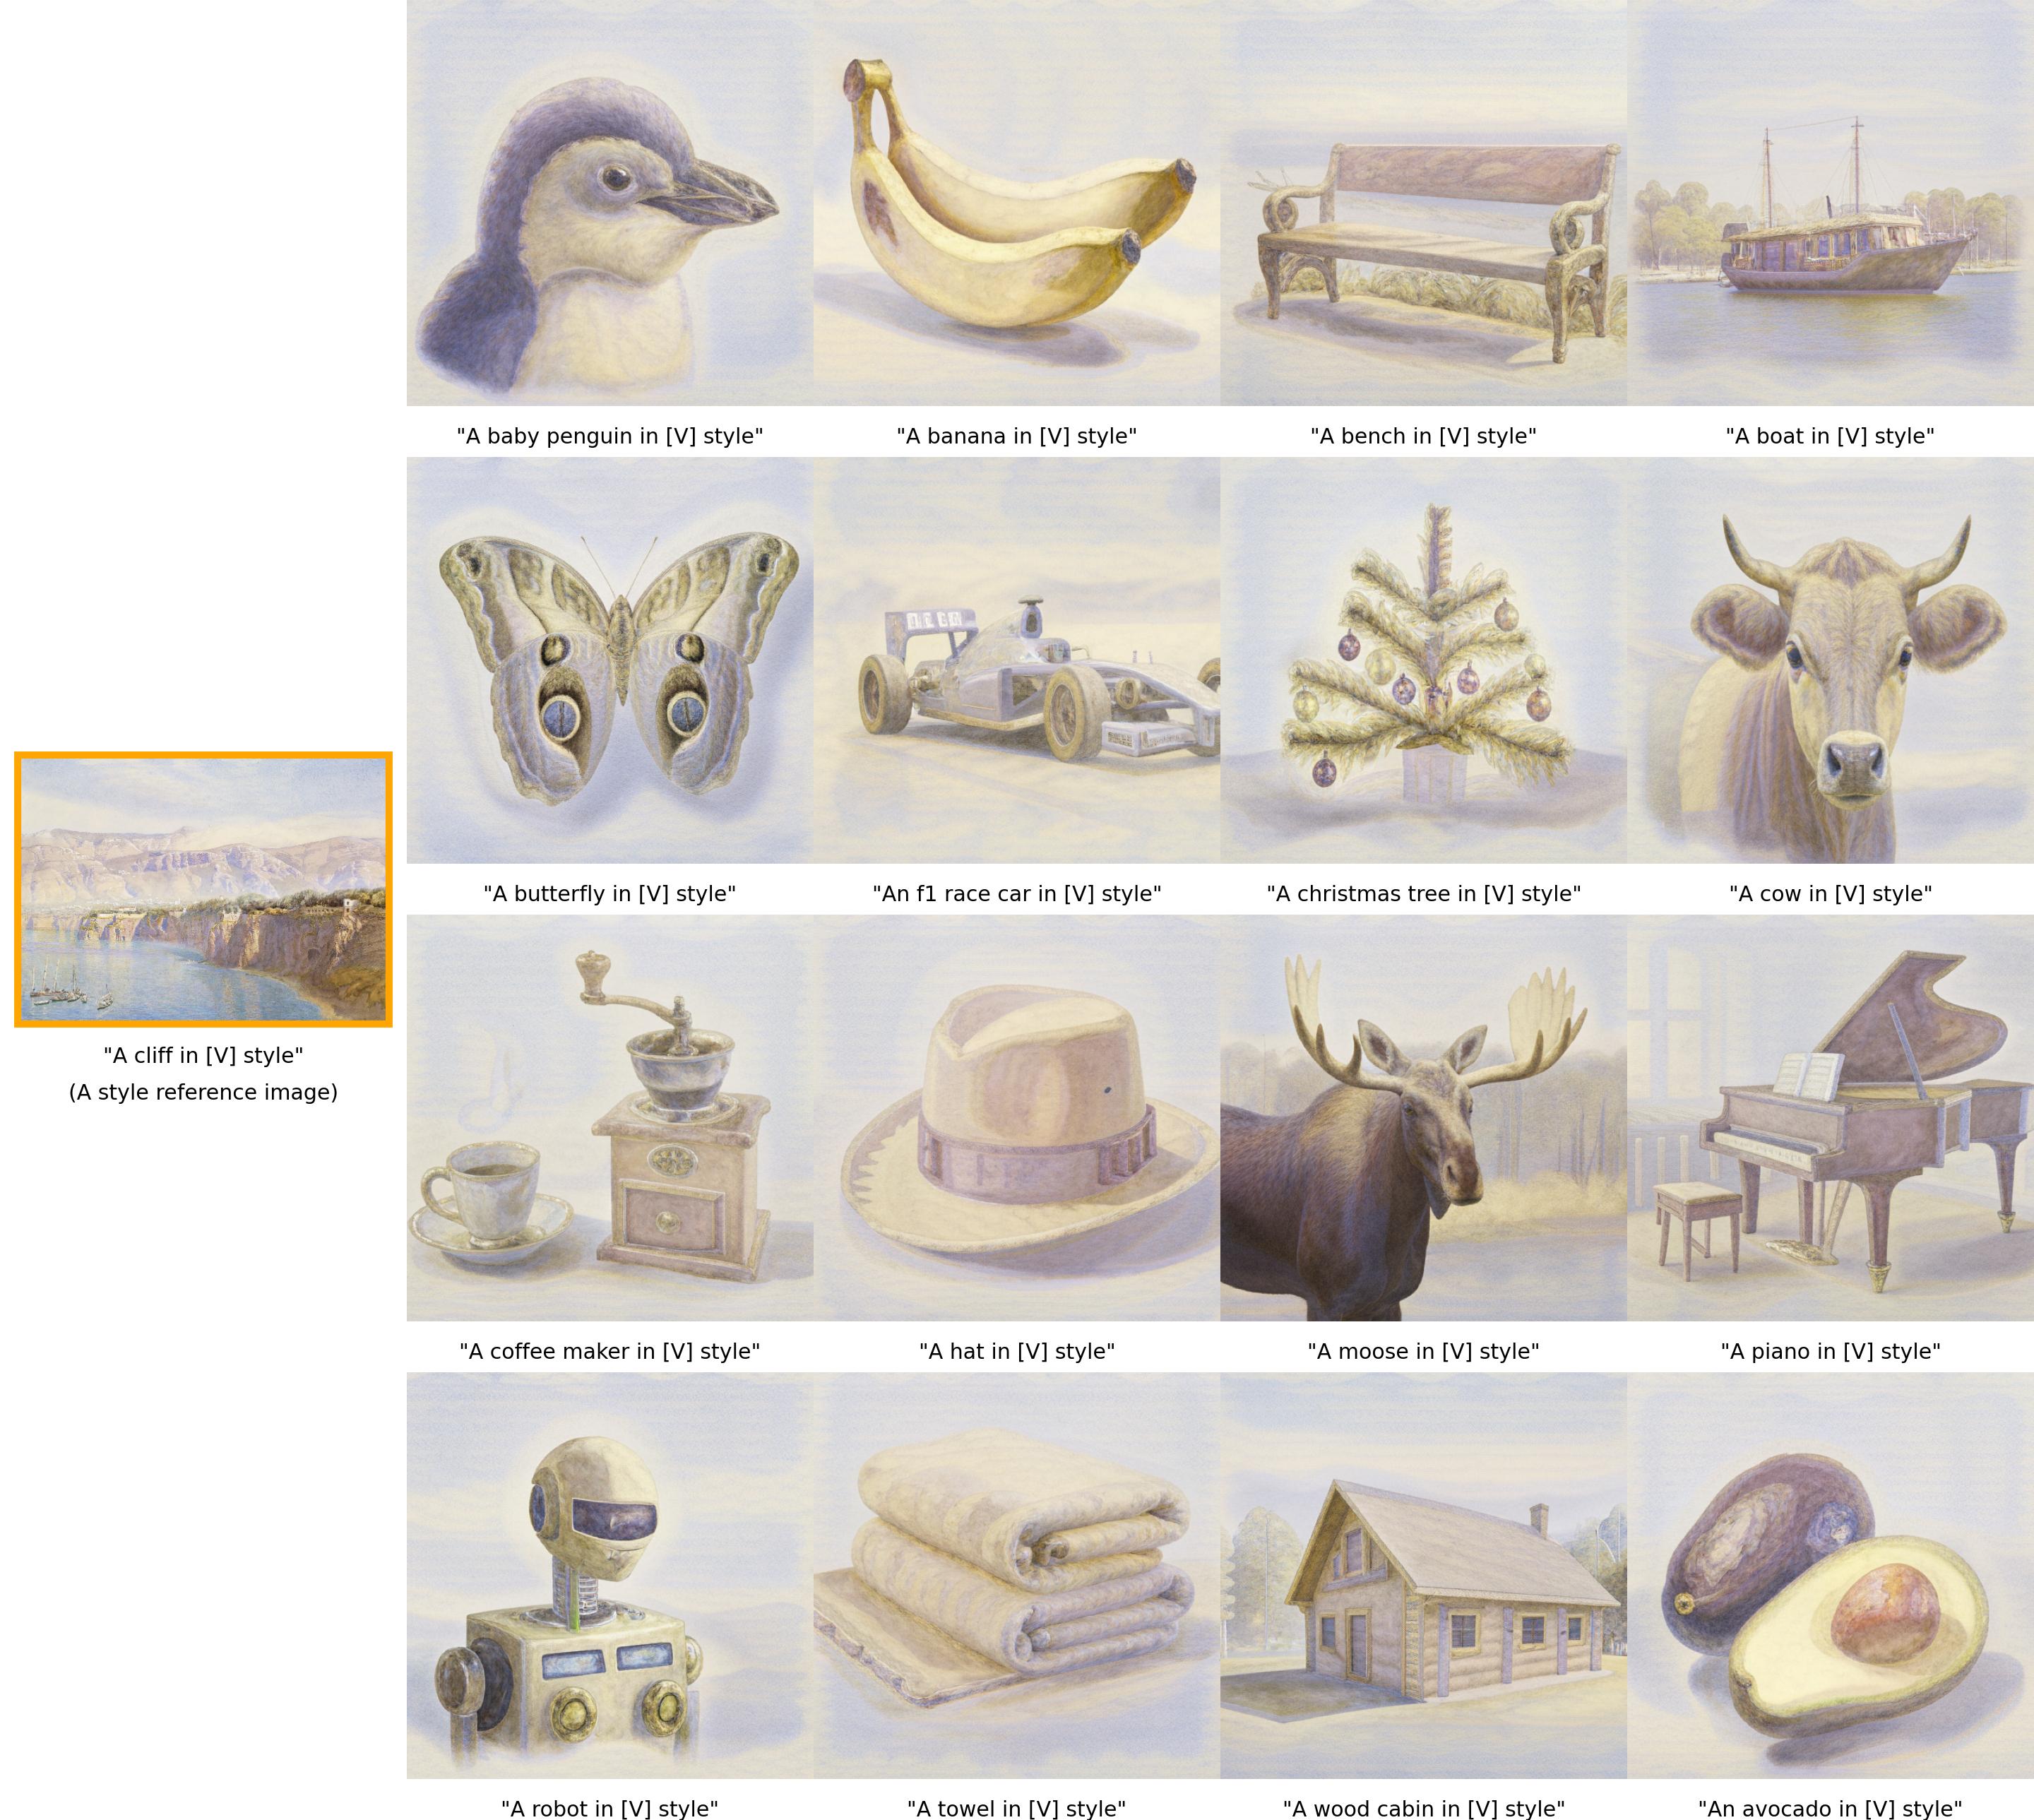 "A baby penguin in [V] style"
"A banana in [V] style"
"A bench in [V] style"
"A boat in [V] style"
"A butterfly in [V] style"
"An f1 race car in [V] style"
"A christmas tree in [V] style"
"A cow in [V] style"
"A cliff in [V] style"
(A style reference image)
"A coffee maker in [V] style"
"A hat in [V] style"
"A moose in [V] style"
"A piano in [V] style"
"A robot in [V] style"
"A towel in [V] style"
"A wood cabin in [V] style"
"An avocado in [V] style"